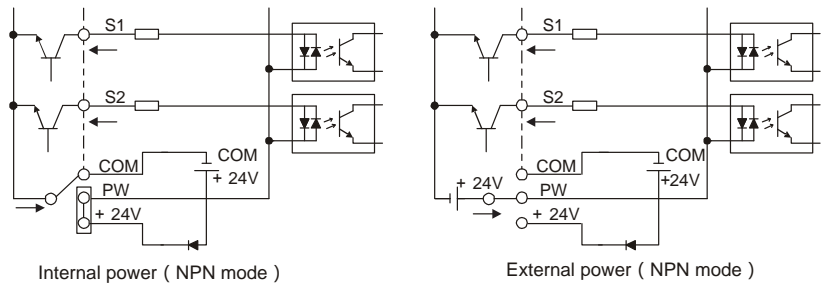 S1
S2
COM
COM
+ 24V
PW
+ 24V
Internal power ( NPN mode )
S1
S2
COM
COM
+24V
+ 24V
PW
+ 24V
External power ( NPN mode )